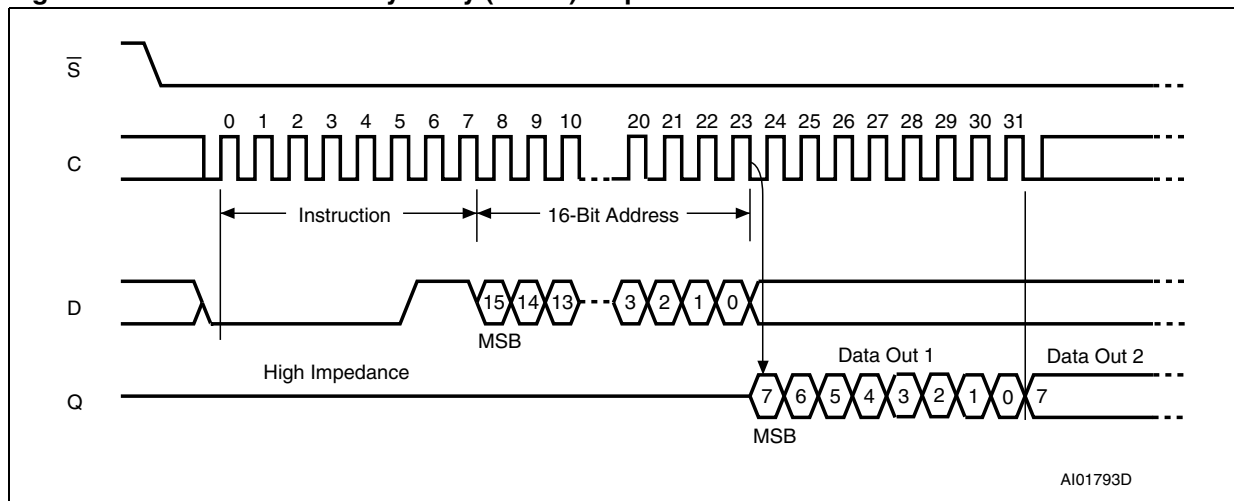 S
0 1 2 3 4 5 6 7 8 9 10 20 21 22 23 24 25 26 27 28 29 30 31
C
Instruction 16-Bit Address
D
15 14 13 3 2 1 0
MSB
High Impedance Data Out 1 Data Out 2
Q
7 6 5 4 3 2 1 0 7
MSB
AI01793D